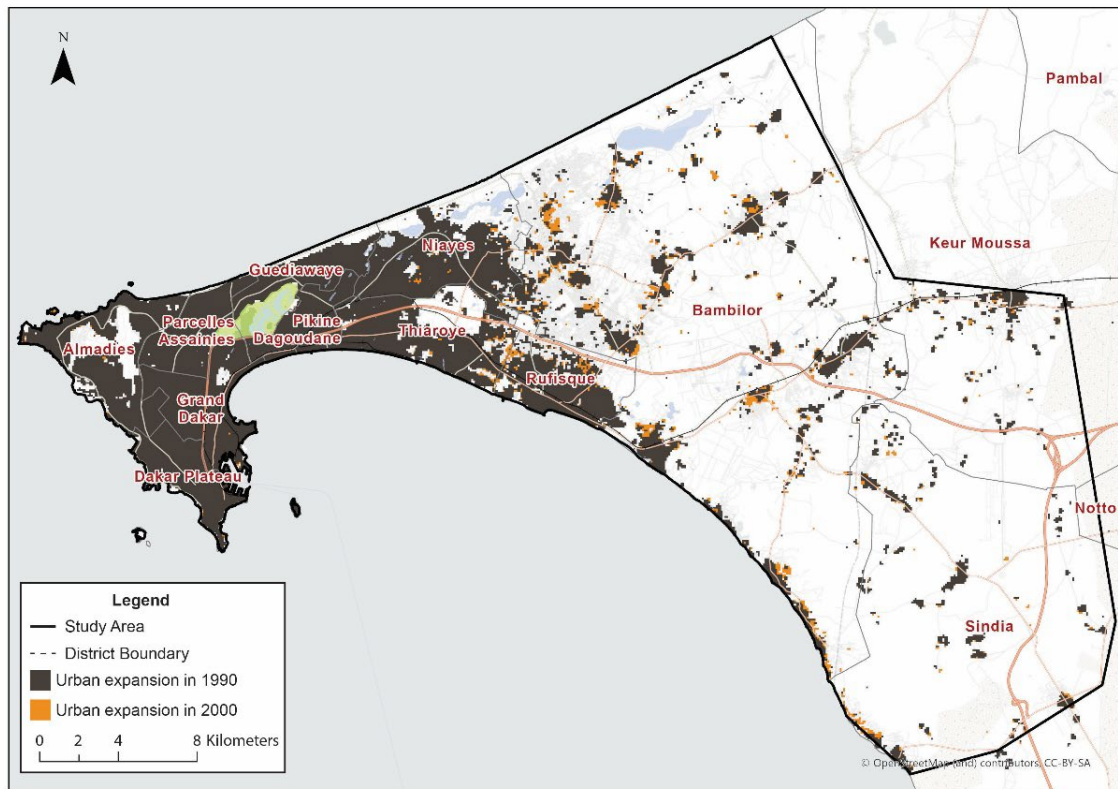 N
Pambal
Keur Moussa
Niayes
Guediawaye
Bambilor
Parcelles
Assainies
Pikine
Dagoudane
Thiaroye
Almadies
Rufisque
Grand
Dakar
Dakar Plateau
Notto
Sindia
Legend
Study Area
District Boundary
Urban expansion in 1990
Urban expansion in 2000
0 2 4 8 Kilometers
© OpenStreetMap (and) contributors, CC-BY-SA